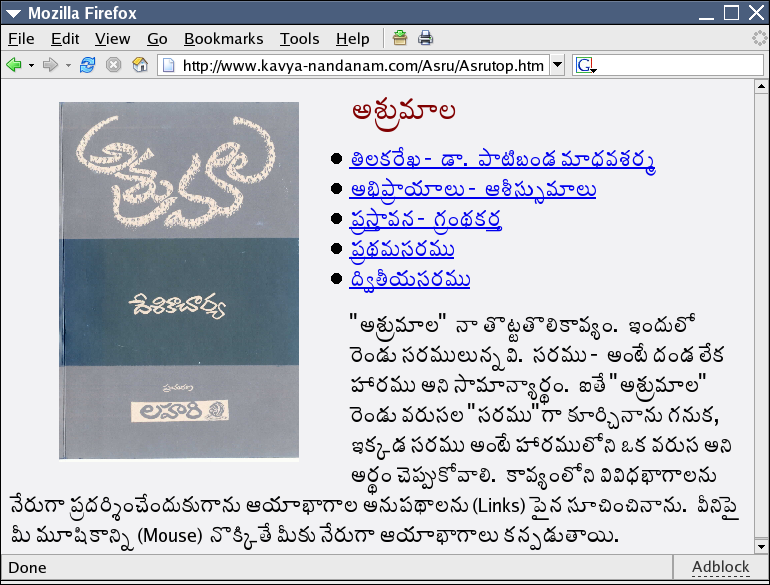 Mozilla Firefox
File Edit View Go Bookmarks Tools Help
http://www.kavya-nandanam.com/Asru/Asrutop.htm
G
అశ్రుమాల
అశ్రుమాల
దేశికాచార్య
ప్రచురణ
లహరి
తిలకరేఖ - డా. పాటిబండ మాధవశర్మ
అభిప్రాయాలు - ఆశీస్సుమాలు
ప్రస్తావన - గ్రంథకర్త
ప్రథమసరము
ద్వితీయసరము
"అశ్రుమాల" నా తొట్టతొలికావ్యం. ఇందులో
రెండు సరములున్నవి. సరము - అంటే దండ లేక
హారము అని సామాన్యార్థం. ఐతే "అశ్రుమాల"
రెండు వరుసల "సరము"గా కూర్చినాను గనుక,
ఇక్కడ సరము అంటే హారములోని ఒక వరుస అని
అర్థం చెప్పుకోవాలి. కావ్యంలోని వివిధభాగాలను
నేరుగా ప్రదర్శించేందుకుగాను ఆయాభాగాల అనుపథాలను (Links) పైన సూచించినాను. వీనిపై
మీ మూషికాన్ని (Mouse) నొక్కితే మీకు నేరుగా ఆయాభాగాలు కన్పడుతాయి.
Done
Adblock